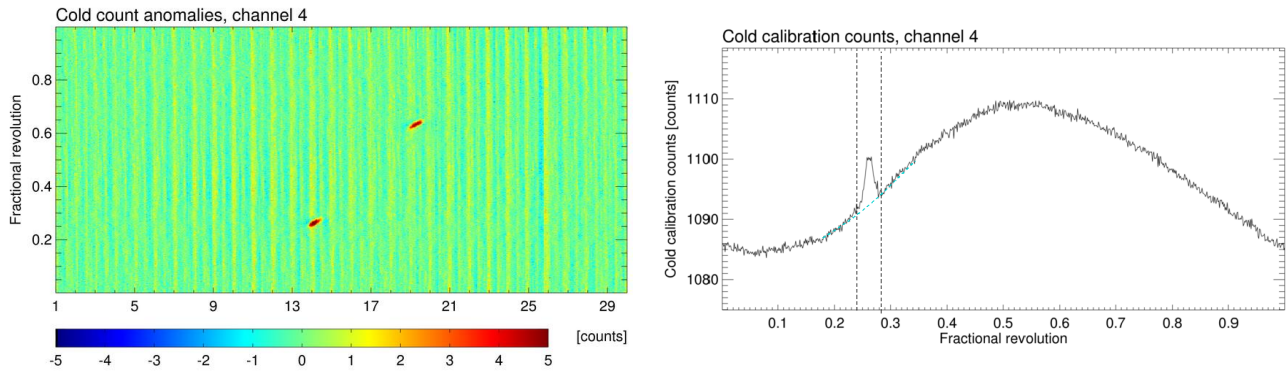 Cold count anomalies, channel 4
Fractional revolution
0.8
0.6
0.4
0.2
1 5 9 13 17 21 25 29
[counts]
-5 -4 -3 -2 -1 0 1 2 3 4 5
Cold calibration counts, channel 4
Cold calibration counts [counts]
1110
1100
1090
1080
0.1 0.2 0.3 0.4 0.5 0.6 0.7 0.8 0.9
Fractional revolution